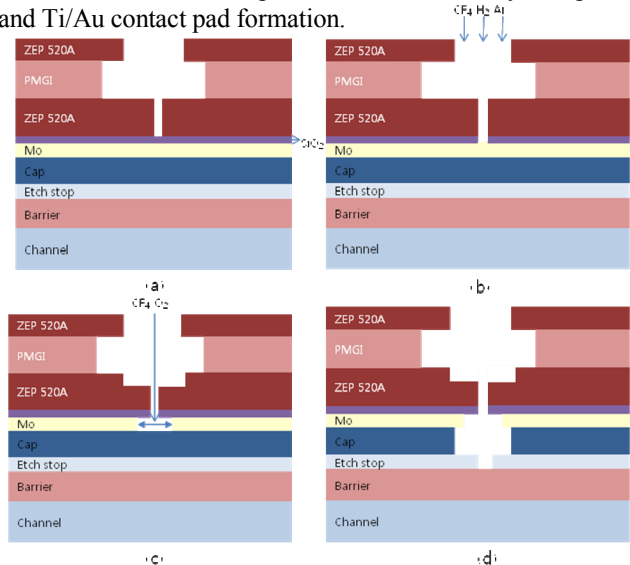 and Ti/Au contact pad formation.
CF4 H2 Ar
ZEP 520A
PMGI
ZEP 520A
SiO2
Mo
Cap
Etch stop
Barrier
Channel
(a)
ZEP 520A
PMGI
ZEP 520A
Mo
Cap
Etch stop
Barrier
Channel
(b)
CF4 O2
ZEP 520A
PMGI
ZEP 520A
Mo
Cap
Etch stop
Barrier
Channel
(c)
ZEP 520A
PMGI
ZEP 520A
Mo
Cap
Etch stop
Barrier
Channel
(d)